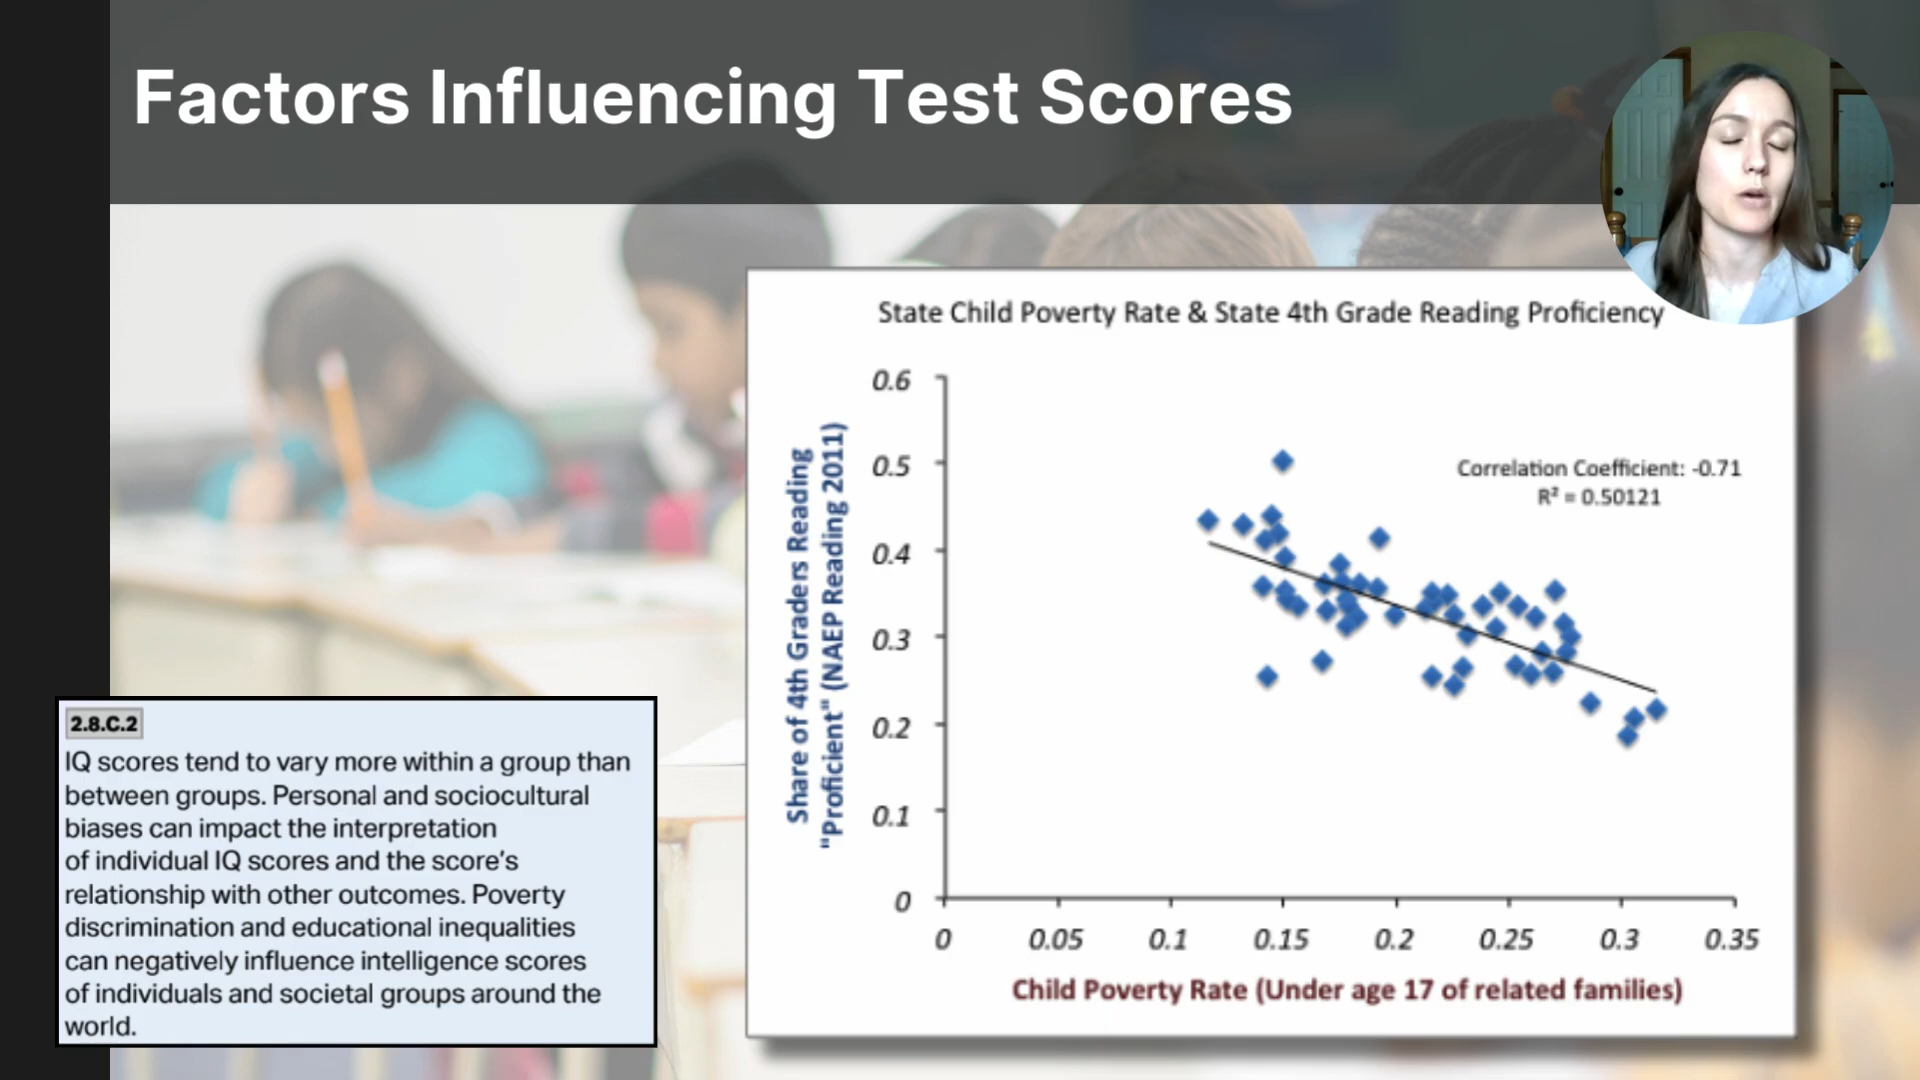 Factors Influencing Test Scores
State Child Poverty Rate & State 4th Grade Reading Proficiency
Share of 4th Graders Reading
"Proficient" (NAEP Reading 2011)
0.6
0.5
0.4
0.3
0.2
0.1
0
Correlation Coefficient: -0.71
R² = 0.50121
0 0.05 0.1 0.15 0.2 0.25 0.3 0.35
Child Poverty Rate (Under age 17 of related families)
2.8.C.2
IQ scores tend to vary more within a group than
between groups. Personal and sociocultural
biases can impact the interpretation
of individual IQ scores and the score's
relationship with other outcomes. Poverty
discrimination and educational inequalities
can negatively influence intelligence scores
of individuals and societal groups around the
world.